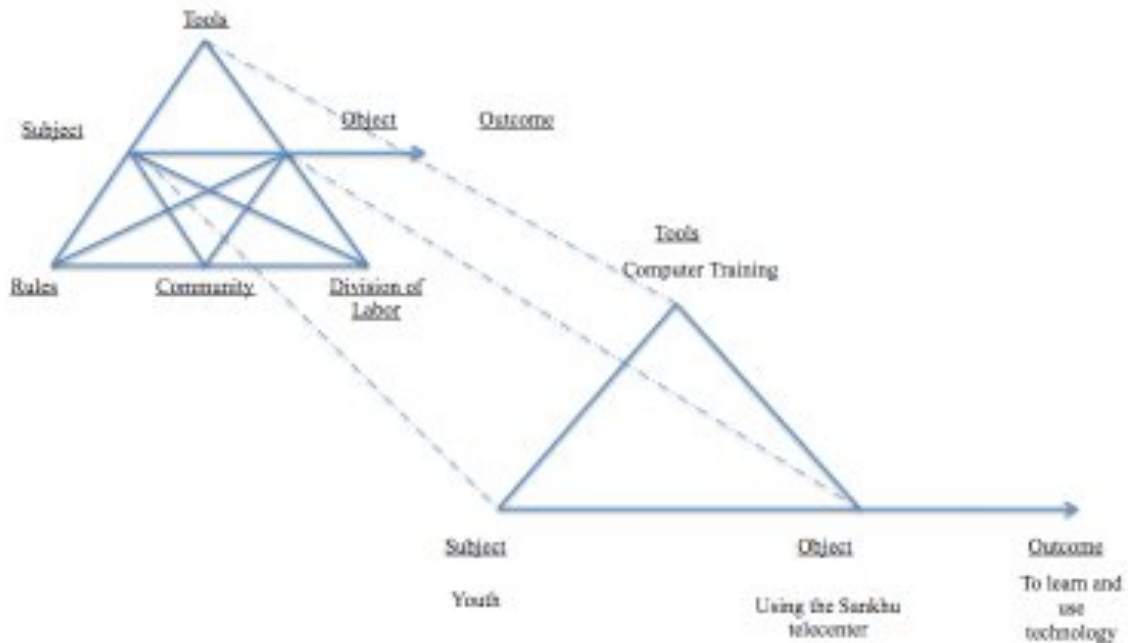 Tools
Subject
Object
Outcome
Rules
Community
Division of
Labor
Tools
Computer Training
Subject
Object
Outcome
Youth
Using the Sankhu
telecenter
To learn and
use
technology